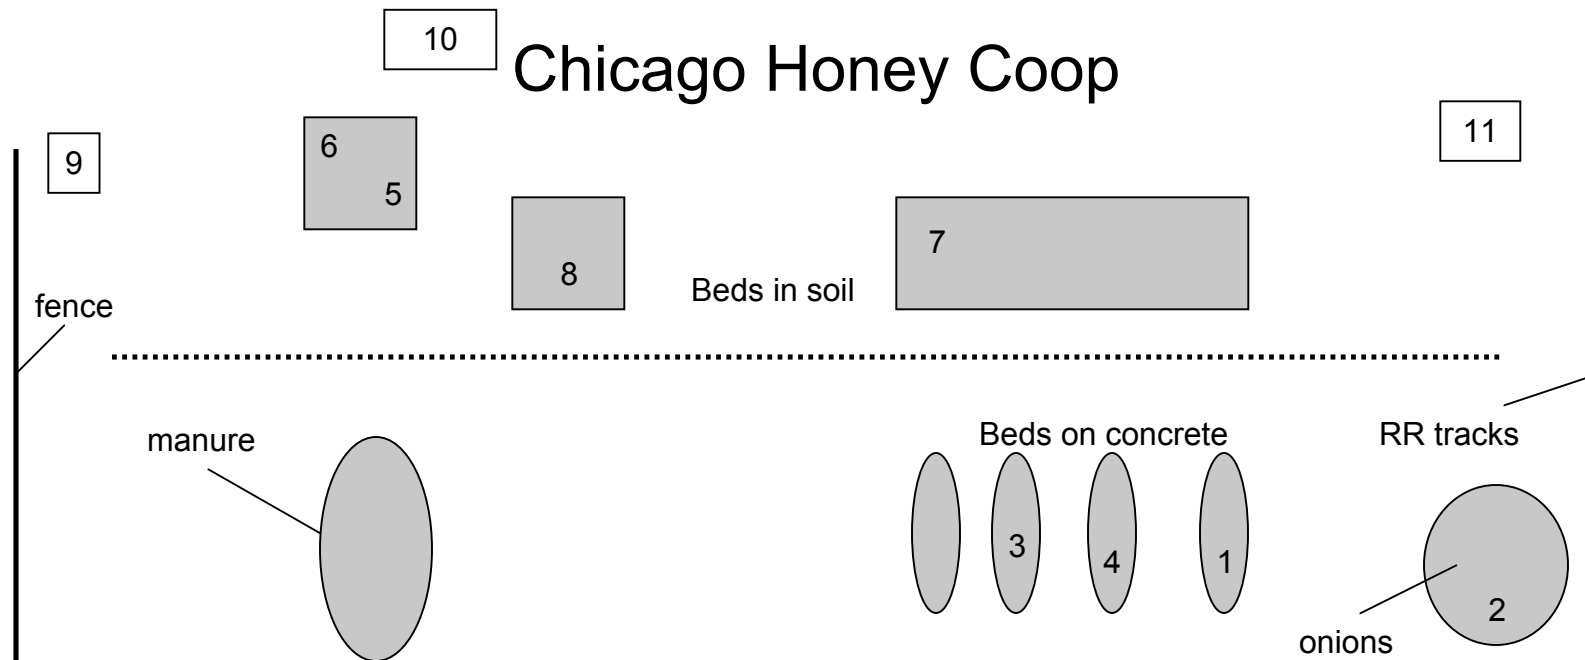 10
Chicago Honey Coop
11
9
6
5
7
8
Beds in soil
fence
manure
Beds on concrete
RR tracks
3
4
1
2
onions